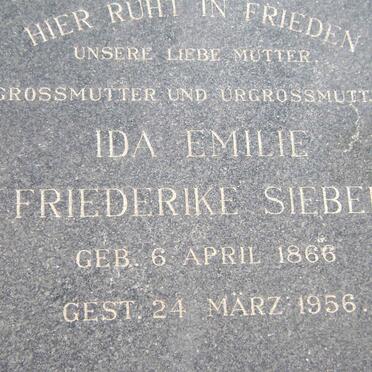 HIER RUHT IN FRIEDEN
UNSERE LIEBE MUTTER,
GROSSMUTTER UND URGROSSMUTT
IDA EMILIE
FRIEDERIKE SIEBE
GEB. 6 APRIL 1866
GEST. 24 MÄRZ 1956.